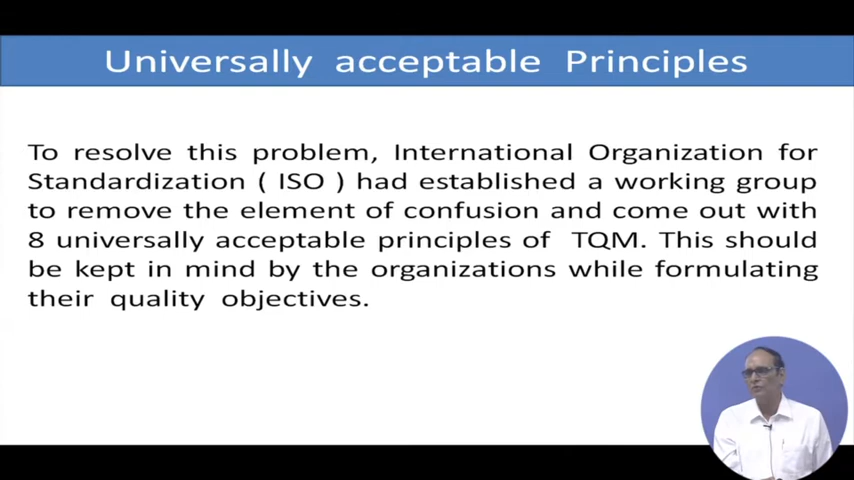 Universally acceptable Principles
To resolve this problem, International Organization for
Standardization ( ISO ) had established a working group
to remove the element of confusion and come out with
8 universally acceptable principles of TQM. This should
be kept in mind by the organizations while formulating
their quality objectives.